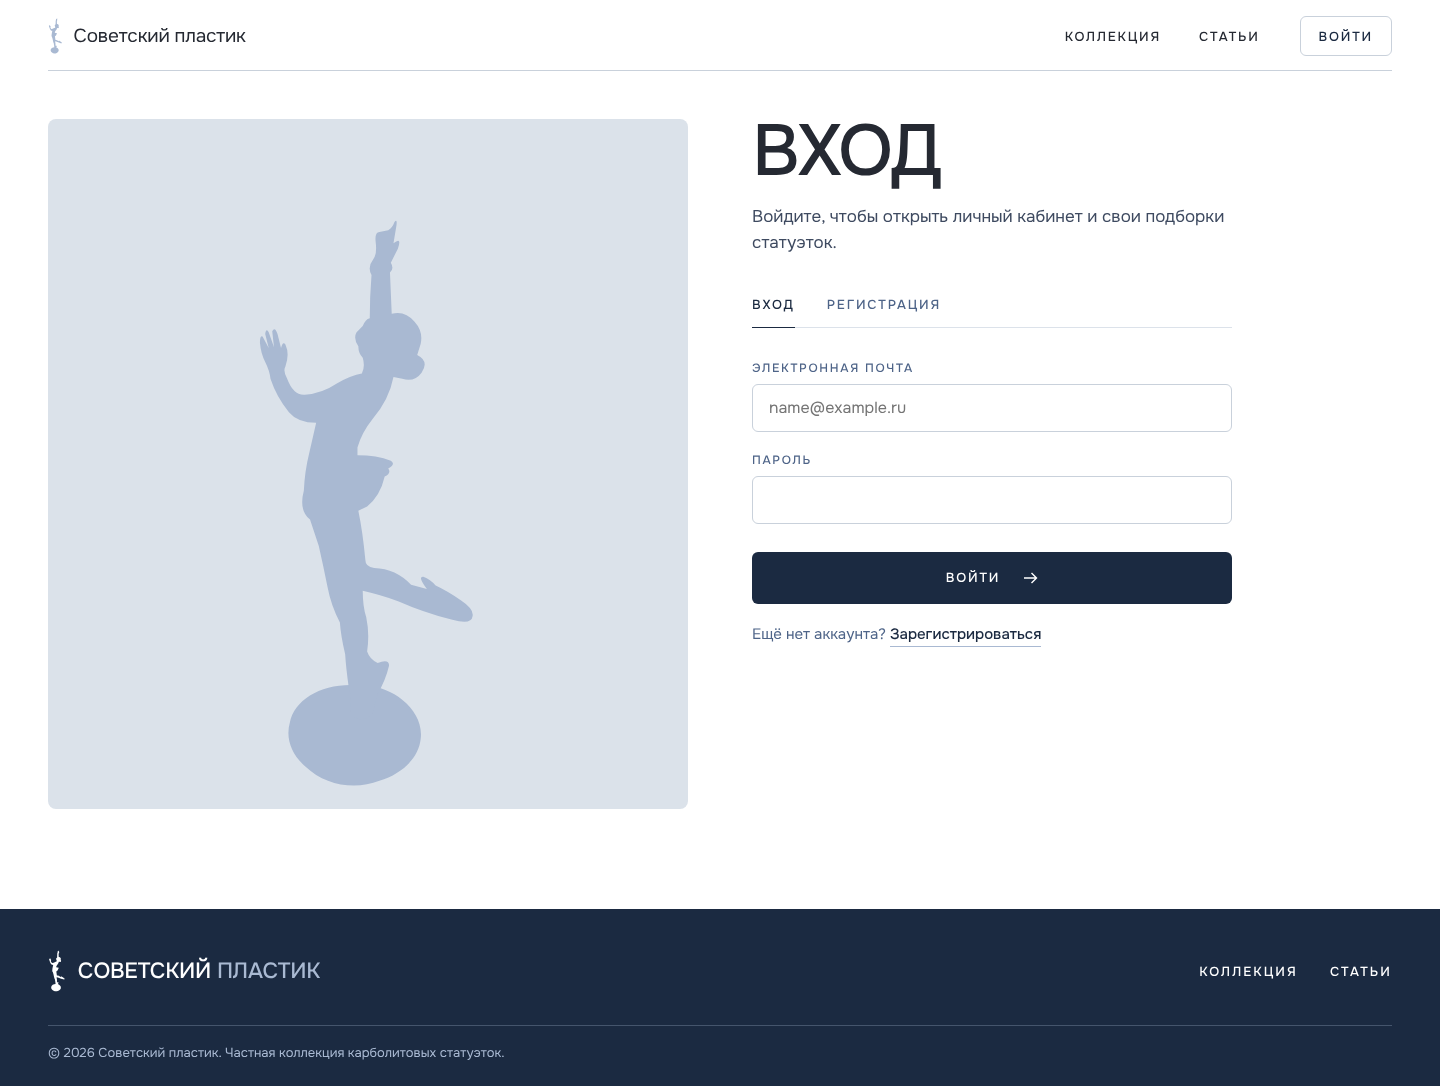 Советский пластик
КОЛЛЕКЦИЯ
СТАТЬИ
ВОЙТИ
ВХОД
Войдите, чтобы открыть личный кабинет и свои подборки
статуэток.
ВХОД
РЕГИСТРАЦИЯ
ЭЛЕКТРОННАЯ ПОЧТА
name@example.ru
ПАРОЛЬ
ВОЙТИ →
Ещё нет аккаунта? Зарегистрироваться
СОВЕТСКИЙ ПЛАСТИК
КОЛЛЕКЦИЯ
СТАТЬИ
© 2026 Советский пластик. Частная коллекция карболитовых статуэток.